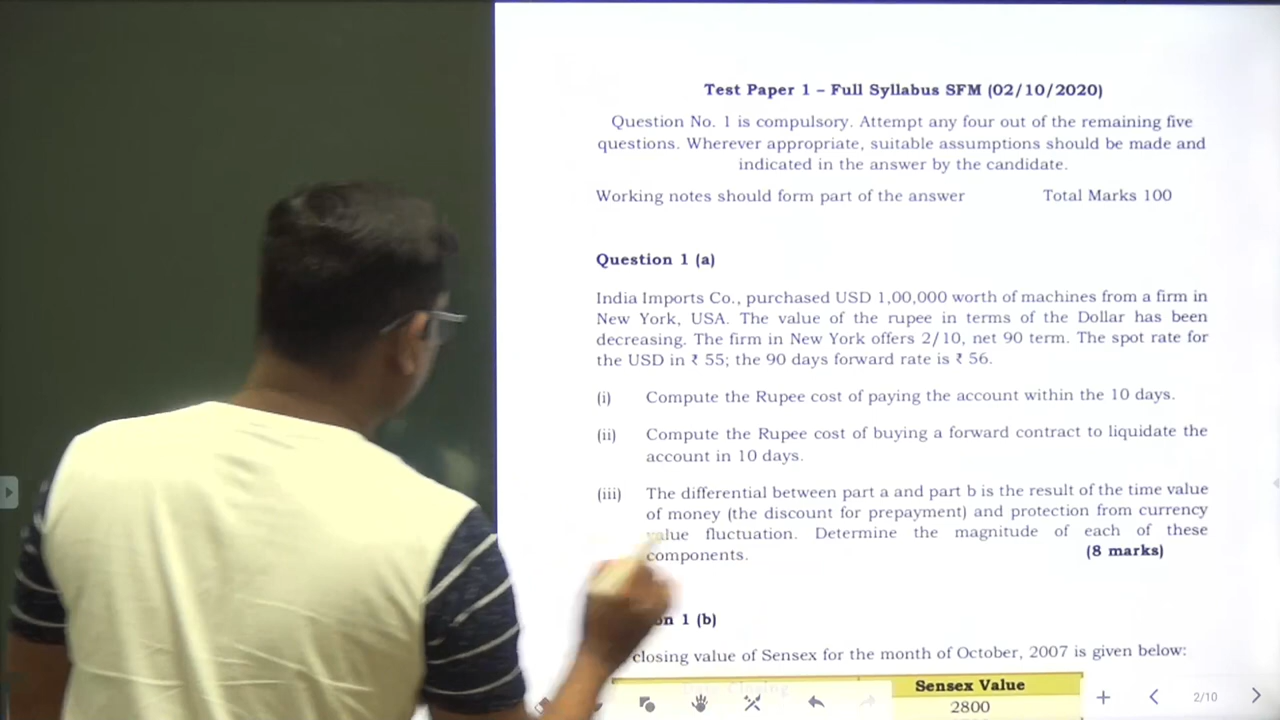 Test Paper 1 – Full Syllabus SFM (02/10/2020)
Question No. 1 is compulsory. Attempt any four out of the remaining five
questions. Wherever appropriate, suitable assumptions should be made and
indicated in the answer by the candidate.
Working notes should form part of the answer Total Marks 100
Question 1 (a)
India Imports Co., purchased USD 1,00,000 worth of machines from a firm in
New York, USA. The value of the rupee in terms of the Dollar has been
decreasing. The firm in New York offers 2/10, net 90 term. The spot rate for
the USD in ₹ 55; the 90 days forward rate is ₹ 56.
(i) Compute the Rupee cost of paying the account within the 10 days.
(ii) Compute the Rupee cost of buying a forward contract to liquidate the
account in 10 days.
(iii) The differential between part a and part b is the result of the time value
of money (the discount for prepayment) and protection from currency
value fluctuation. Determine the magnitude of each of these
components. (8 marks)
1 (b)
closing value of Sensex for the month of October, 2007 is given below:
Sensex Value
2800
2/10